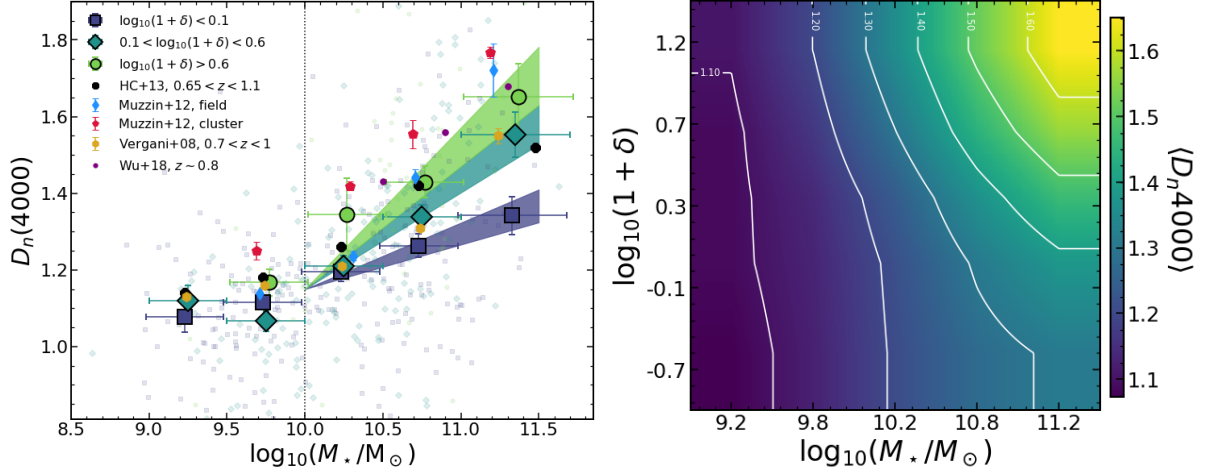 log₁₀(1 + δ) < 0.1
0.1 < log₁₀(1 + δ) < 0.6
log₁₀(1 + δ) > 0.6
HC+13, 0.65 < z < 1.1
Muzzin+12, field
Muzzin+12, cluster
Vergani+08, 0.7 < z < 1
Wu+18, z ~ 0.8
1.8
1.6
1.4
1.2
1.0
Dₙ(4000)
8.5 9.0 9.5 10.0 10.5 11.0 11.5
log₁₀(M⋆/M⊙)
1.10
1.20
1.30
1.40
1.50
1.60
1.2
0.7
0.3
-0.1
-0.7
log₁₀(1 + δ)
9.2 9.8 10.2 10.8 11.2
log₁₀(M⋆/M⊙)
1.6
1.5
1.4
1.3
1.2
1.1
⟨Dₙ4000⟩